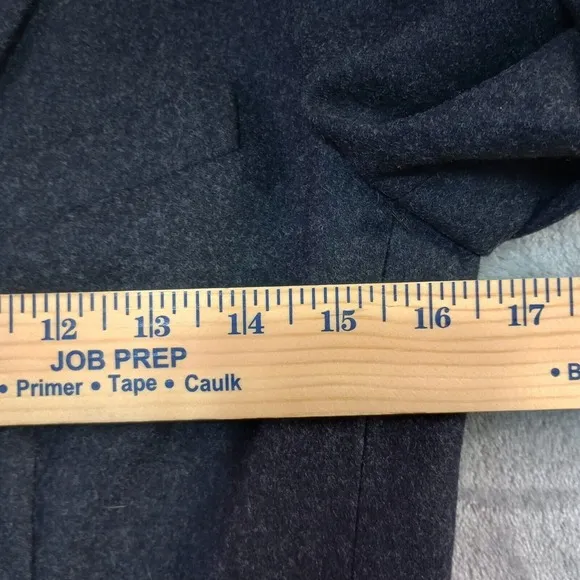 12 13 14 15 16 17
JOB PREP
• Primer • Tape • Caulk
• B